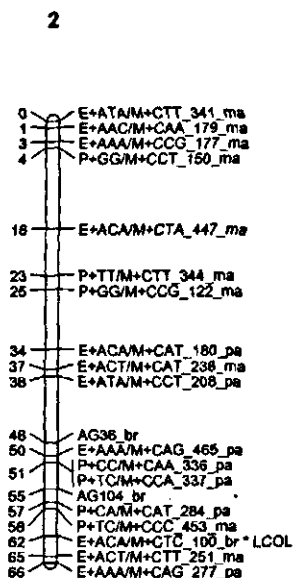 2
0 E+ATA/M+CTT_341_ma
1 E+AAC/M+CAA_179_ma
3 E+AAA/M+CCG_177_ma
4 P+GG/M+CCT_150_ma
16 E+ACA/M+CTA_447_ma
23 P+TT/M+CTT_344_ma
25 P+GG/M+CCG_122_ma
34 E+ACA/M+CAT_180_pa
37 E+ACT/M+CAT_238_ma
38 E+ATA/M+CCT_208_pa
48 AG36_br
50 E+AAA/M+CAG_465_pa
51 P+CC/M+CAA_336_pa
P+TC/M+CCA_337_pa
55 AG104_br
57 P+CA/M+CAT_284_pa
58 P+TC/M+CCC_453_ma
62 E+ACA/M+CTC_100_br * LCOL
65 E+ACT/M+CTT_251_ma
66 E+AAA/M+CAG_277_pa